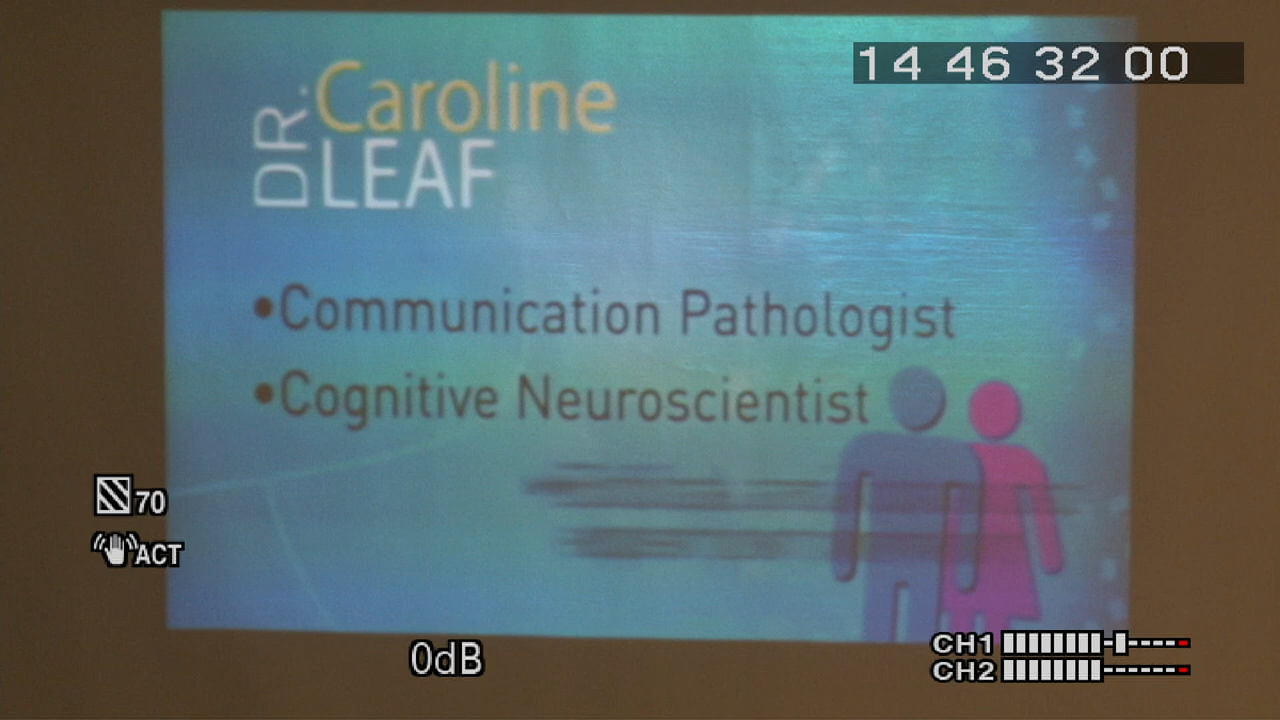 14 46 32 00
DR. Caroline
LEAF
•Communication Pathologist
•Cognitive Neuroscientist
70
ACT
0dB
CH1
CH2